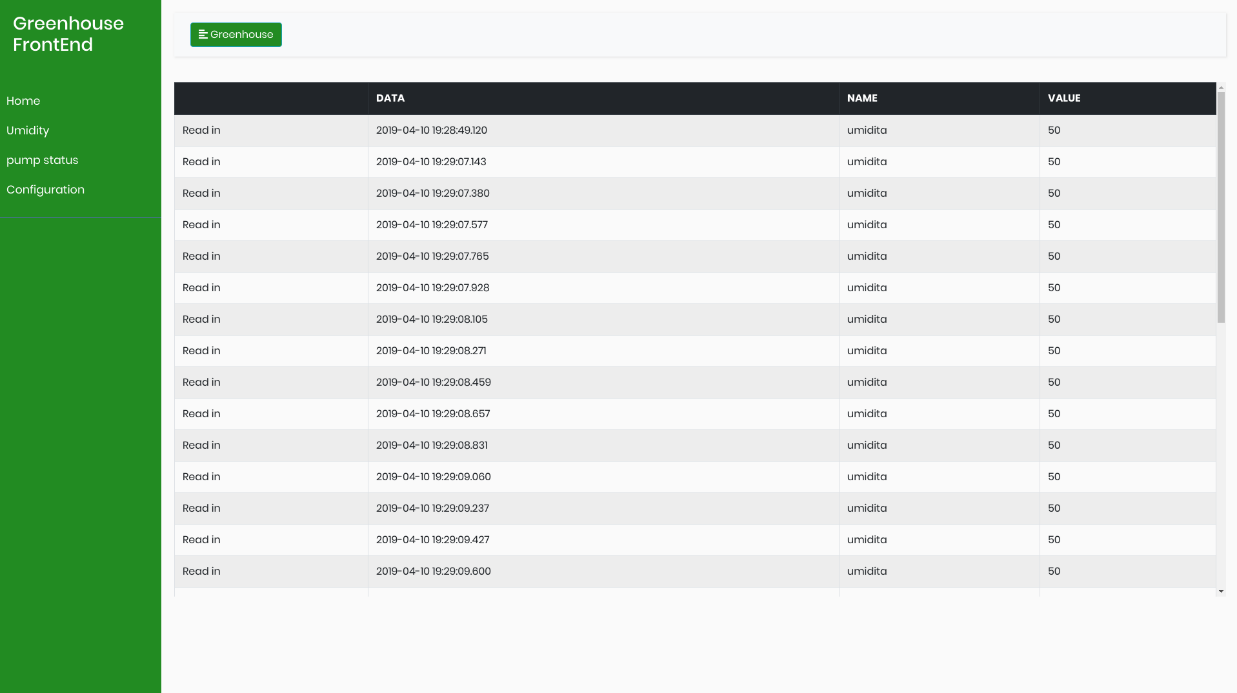 Greenhouse
FrontEnd
Home
Umidity
pump status
Configuration
Greenhouse
DATA NAME VALUE
Read in 2019-04-10 19:28:49.120 umidita 50
Read in 2019-04-10 19:29:07.143 umidita 50
Read in 2019-04-10 19:29:07.380 umidita 50
Read in 2019-04-10 19:29:07.577 umidita 50
Read in 2019-04-10 19:29:07.765 umidita 50
Read in 2019-04-10 19:29:07.928 umidita 50
Read in 2019-04-10 19:29:08.105 umidita 50
Read in 2019-04-10 19:29:08.271 umidita 50
Read in 2019-04-10 19:29:08.459 umidita 50
Read in 2019-04-10 19:29:08.657 umidita 50
Read in 2019-04-10 19:29:08.831 umidita 50
Read in 2019-04-10 19:29:09.060 umidita 50
Read in 2019-04-10 19:29:09.237 umidita 50
Read in 2019-04-10 19:29:09.427 umidita 50
Read in 2019-04-10 19:29:09.600 umidita 50